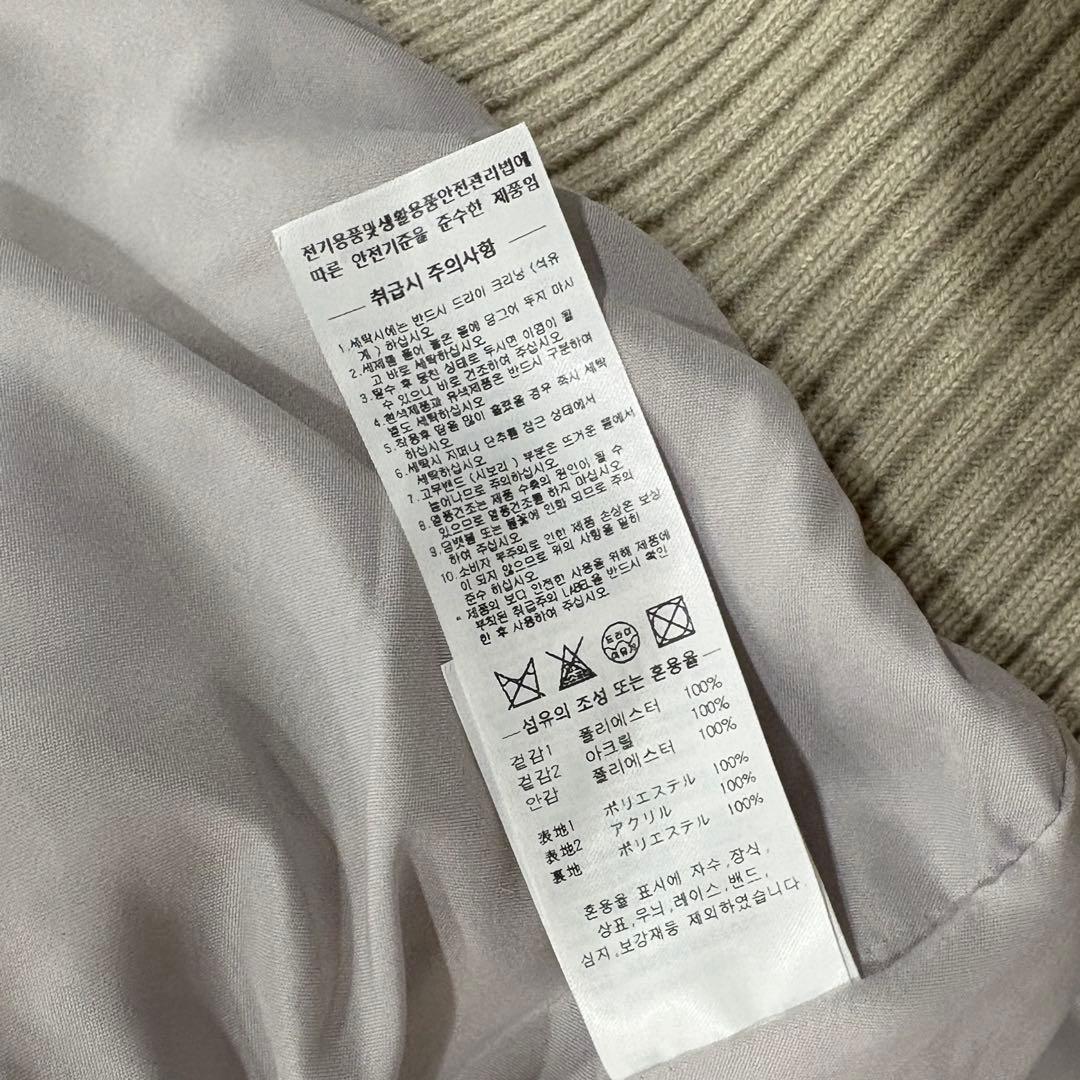 전기용품및생활용품안전관리법에
따른 안전기준을 준수한 제품임
취급시 주의사항
1.세탁시에는 반드시 드라이 크리닝 (석유
계) 하십시오
2.세제를 풀어 놓은 물에 담그어 두지 마시
고 바로 세탁하십시오
3.탈수 후 뭉친 상태로 두시면 이염이 될
수 있으니 바로 건조하여 주십시오
4.흰색제품과 유색제품은 반드시 구분하여
별도 세탁하십시오
5.착용후 땀을 많이 흘렸을 경우 즉시 세탁
하십시오
6.세탁시 지퍼나 단추를 잠근 상태에서
세탁하십시오
7.고무밴드 (시보리) 부분은 뜨거운 물에서
늘어나므로 주의하십시오
8.열풍건조는 제품 수축의 원인이 될 수
있으므로 열풍건조를 하지 마십시오
9.담뱃불 또는 불꽃에 인화 되므로 주의
하여 주십시오
10.소비자 부주의로 인한 제품 손상은 보상
이 되지 않으므로 위의 사항을 필히
준수 하십시오
" 제품의 보다 안전한 사용을 위해 제품에
부착된 취급주의 LABEL을 반드시 확인
인 후 사용하여 주십시오
드라이
섬유의 조성 또는 혼용율
겉감1 폴리에스터 100%
겉감2 아크릴 100%
안감 폴리에스터 100%
表地1 ポリエステル 100%
表地2 アクリル 100%
裏地 ポリエステル
혼용율 표시에 자수,장식,
상표,무늬,레이스,밴드,
심지,보강재등 제외하였습니다.